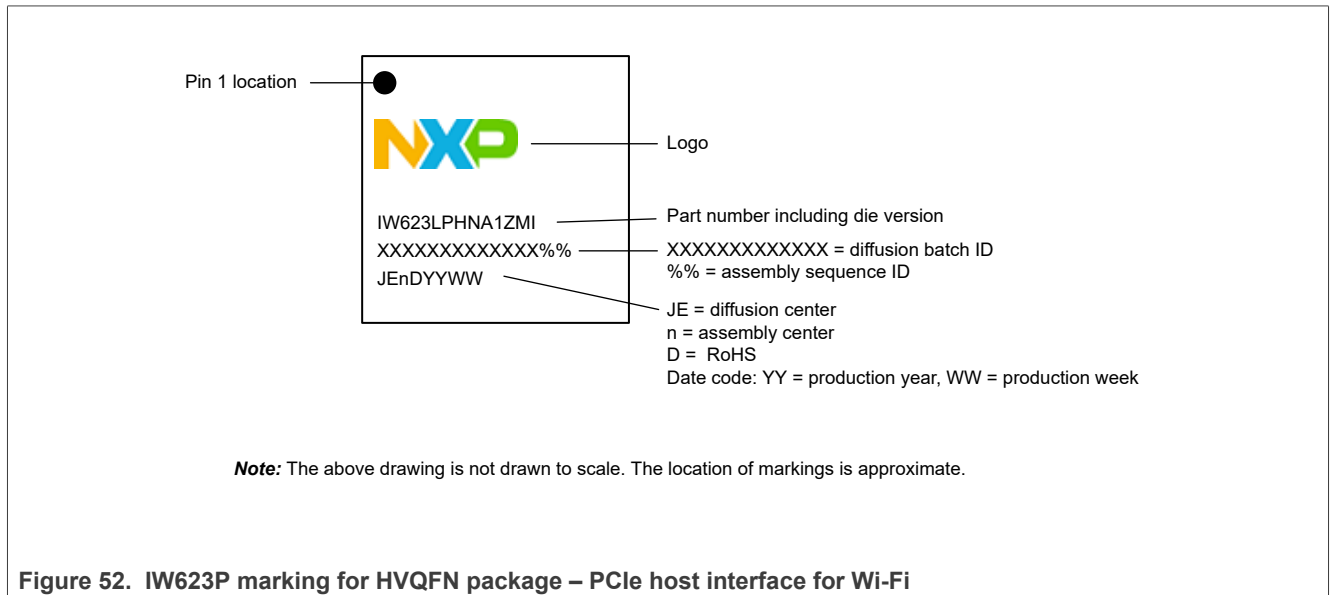 Pin 1 location
NXP
Logo
IW623LPHNA1ZMI
Part number including die version
XXXXXXXXXXXXX%%
XXXXXXXXXXXXX = diffusion batch ID
%% = assembly sequence ID
JEnDYYWW
JE = diffusion center
n = assembly center
D = RoHS
Date code: YY = production year, WW = production week
Note: The above drawing is not drawn to scale. The location of markings is approximate.
Figure 52. IW623P marking for HVQFN package – PCIe host interface for Wi-Fi